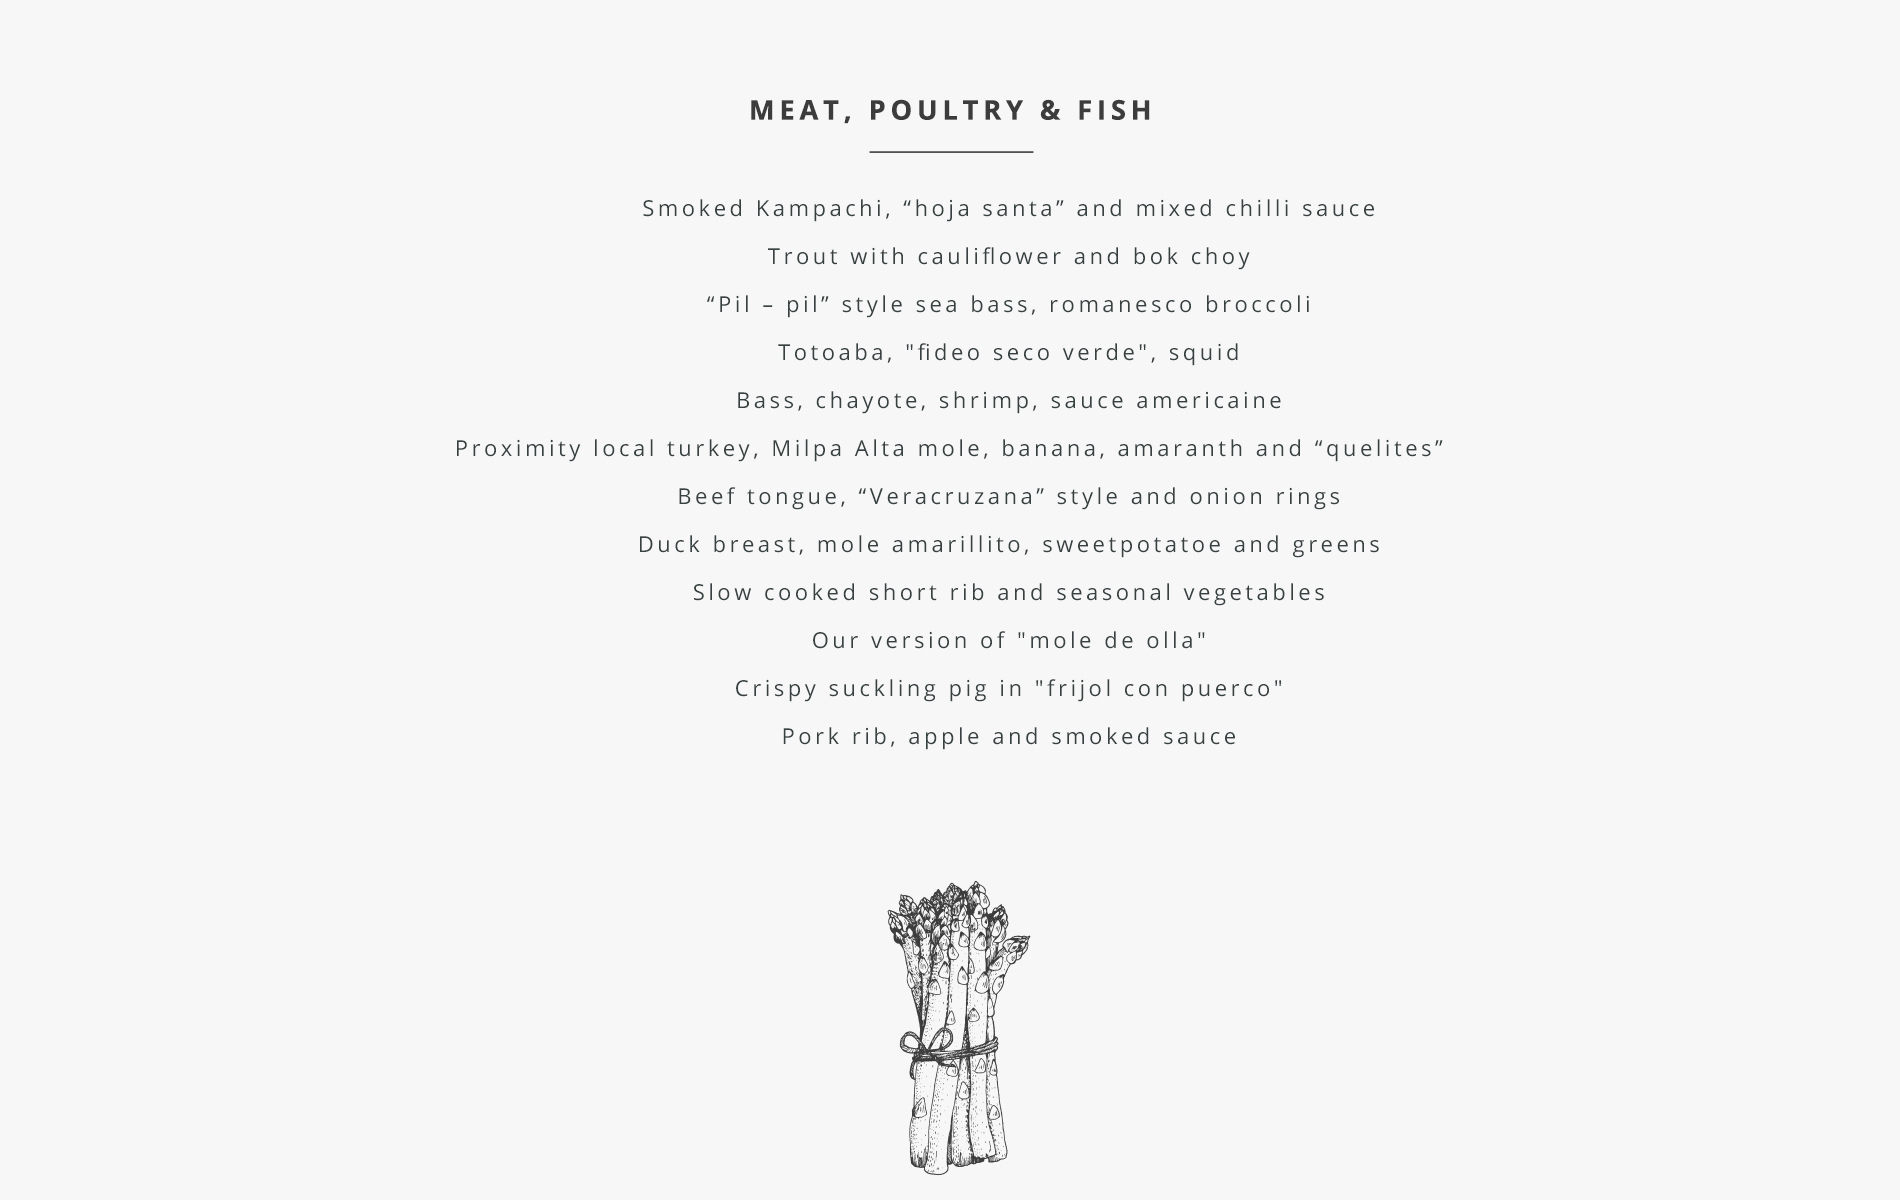 MEAT, POULTRY & FISH
Smoked Kampachi, “hoja santa” and mixed chilli sauce
Trout with cauliflower and bok choy
“Pil – pil” style sea bass, romanesco broccoli
Totoaba, "fideo seco verde", squid
Bass, chayote, shrimp, sauce americaine
Proximity local turkey, Milpa Alta mole, banana, amaranth and “quelites”
Beef tongue, “Veracruzana” style and onion rings
Duck breast, mole amarillito, sweetpotatoe and greens
Slow cooked short rib and seasonal vegetables
Our version of "mole de olla"
Crispy suckling pig in "frijol con puerco"
Pork rib, apple and smoked sauce